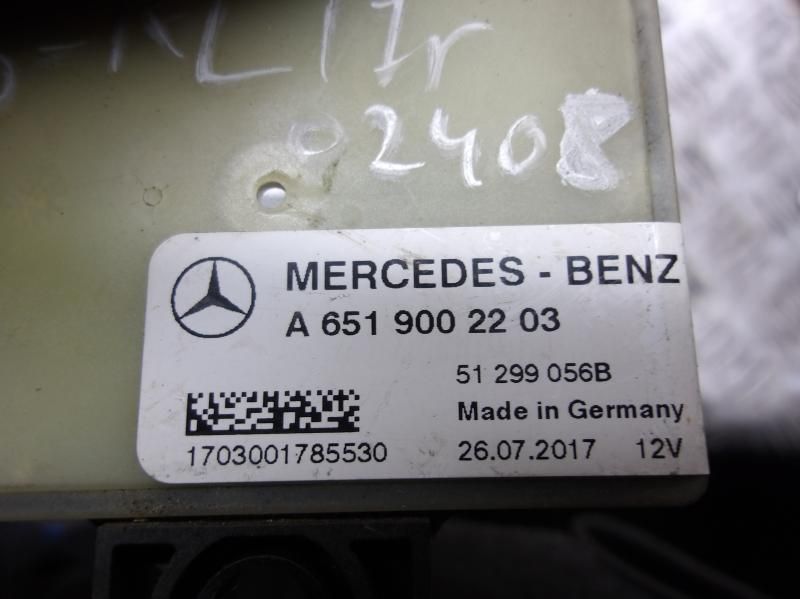 02408
MERCEDES - BENZ
A 651 900 22 03
51 299 056B
Made in Germany
1703001785530 26.07.2017 12V